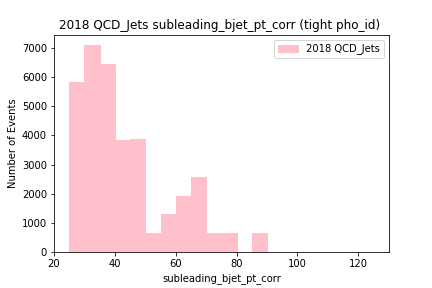 2018 QCD_Jets subleading_bjet_pt_corr (tight pho_id)
2018 QCD_Jets
Number of Events
7000
6000
5000
4000
3000
2000
1000
0
20 40 60 80 100 120
subleading_bjet_pt_corr